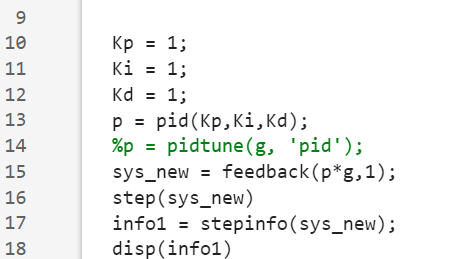 9
10 Kp = 1;
11 Ki = 1;
12 Kd = 1;
13 p = pid(Kp,Ki,Kd);
14 %p = pidtune(g, 'pid');
15 sys_new = feedback(p*g,1);
16 step(sys_new)
17 info1 = stepinfo(sys_new);
18 disp(info1)